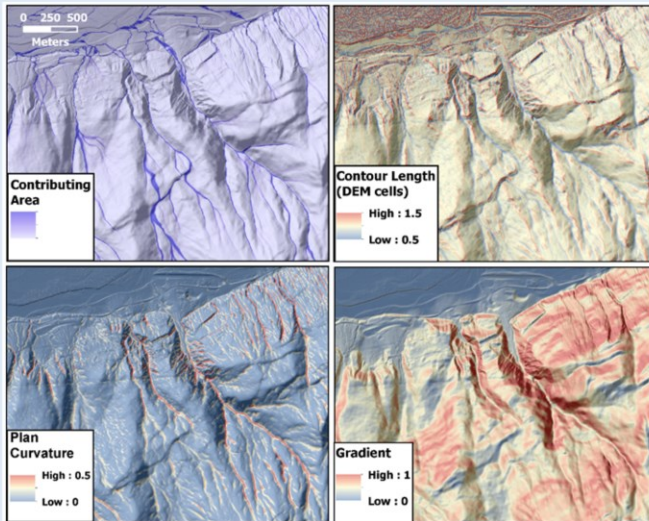 0 250 500
Meters
Contributing
Area
Contour Length
(DEM cells)
High : 1.5
Low : 0.5
Plan
Curvature
High : 0.5
Low : 0
Gradient
High : 1
Low : 0